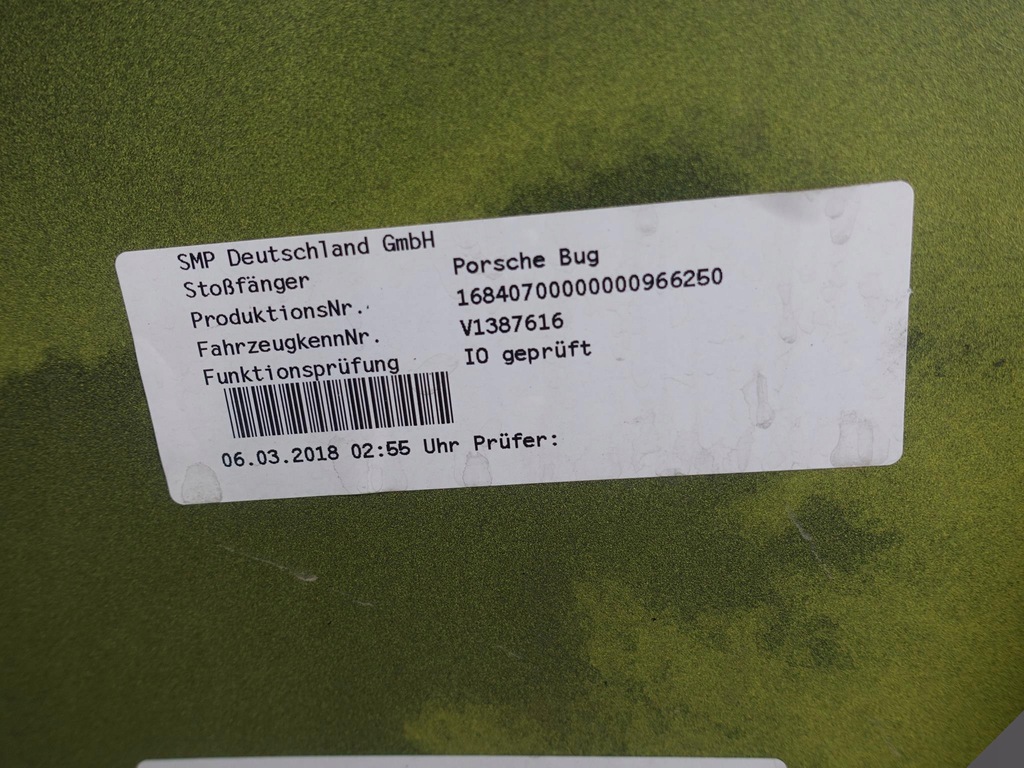 SMP Deutschland GmbH
Stoßfänger Porsche Bug
ProduktionsNr.. 16840700000000966250
FahrzeugkennNr. V1387616
Funktionsprüfung IO geprüft
06.03.2018 02:55 Uhr Prüfer: